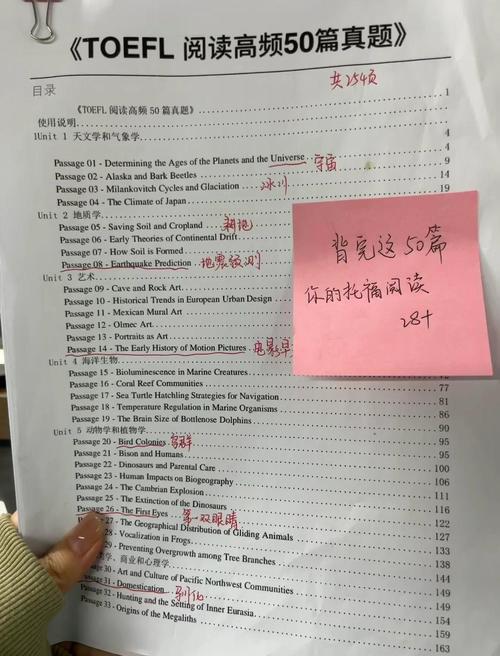 《TOEFL 阅读高频50篇真题》
共254页
目录
《TOEFL 阅读高频 50 篇真题》 1
使用说明
1Unit 1 天文学和气象学 4
Passage 01 - Determining the Ages of the Planets and the Universe 宇宙 4
Passage 02 - Alaska and Bark Beetles 9
Passage 03 - Milankovitch Cycles and Glaciation 冰川 14
Passage 04 - The Climate of Japan 19
Unit 2 地质学
Passage 05 - Saving Soil and Cropland 耕地
Passage 06 - Early Theories of Continental Drift
Passage 07 - How Soil is Formed
Passage 08 - Earthquake Prediction 地震预测
Unit 3 艺术
Passage 09 - Cave and Rock Art
Passage 10 - Historical Trends in European Urban Design
Passage 11 - Mexican Mural Art
Passage 12 - Olmec Art
Passage 13 - Portraits as Art
Passage 14 - The Early History of Motion Pictures 电影早
Unit 4 海洋生物
Passage 15 - Bioluminescence in Marine Creatures
Passage 16 - Coral Reef Communities 77
Passage 17 - Sea Turtle Hatchling Strategies for Navigation 81
Passage 18 - Temperature Regulation in Marine Organisms 86
Passage 19 - The Brain Size of Bottlenose Dolphins 90
Unit 5 动物学和植物学 95
Passage 20 - Bird Colonies 鸟群 95
Passage 21 - Bison and Humans 100
Passage 22 - Dinosaurs and Parental Care 106
Passage 23 - Human Impacts on Biogeography 111
Passage 24 - The Cambrian Explosion 116
Passage 25 - The Extinction of the Dinosaurs 122
Passage 26 - The First Eyes 第一双眼睛 127
27 - The Geographical Distribution of Gliding Animals 133
28 - Vocalization in Frogs 138
29 - Preventing Overgrowth among Tree Branches 144
学、商业和心理学 149
30 - Art and Culture of Pacific Northwest Communities 149
Passage 31 - Domestication 驯化 154
Passage 32 - Hunting and the Setting of Inner Eurasia 159
Passage 33 - Origins of the Megaliths 163
背完这50篇
你的托福阅读
28+